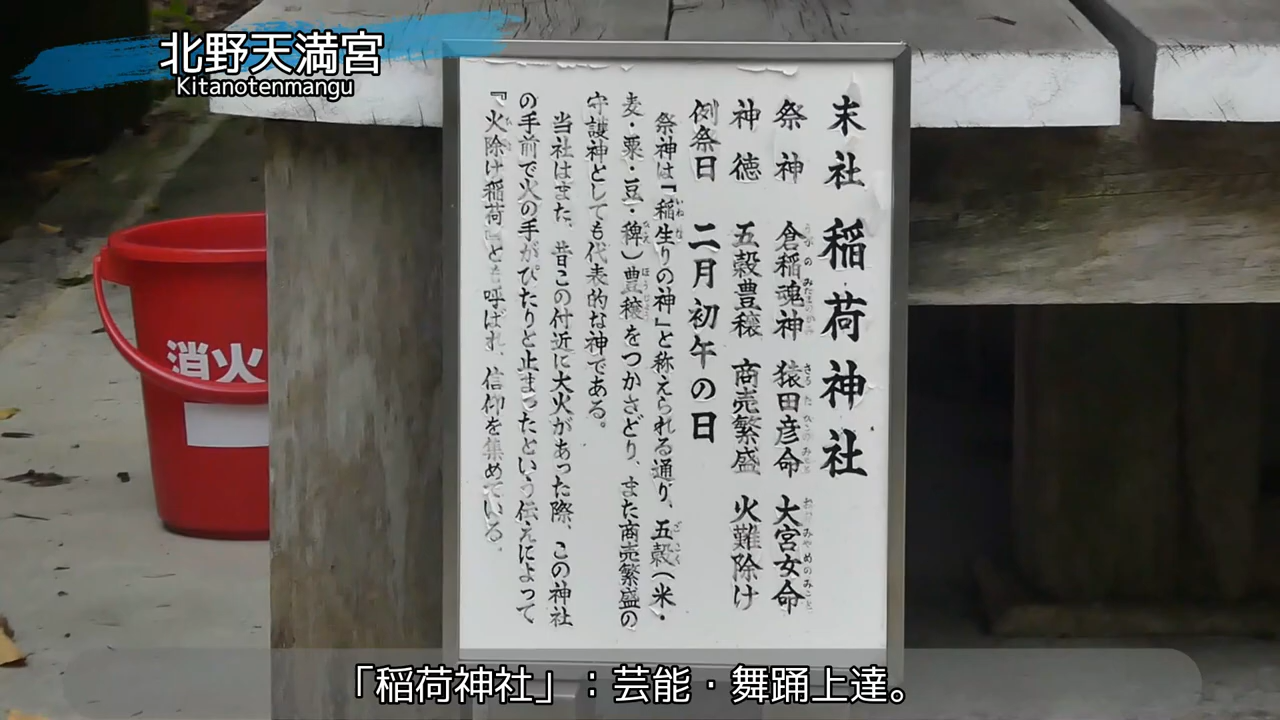 北野天満宮
Kitanotenmangu
末社 稲荷神社
祭神 倉稲魂神 猿田彦命 大宮女命
神徳 五穀豊穣 商売繁盛 火難除け
例祭日 二月初午の日
祭神は「稲生りの神」と称えられる通り、五穀（米・
麦・粟・豆・稗）豊穣をつかさどり、また商売繁盛の
守護神としても代表的な神である。
当社はまた、昔この付近に大火があった際、この神社
の手前で火の手がぴたりと止まったという伝えによって
『火除け稲荷』とも呼ばれ、信仰を集めている。
消火
「稲荷神社」：芸能・舞踊上達。